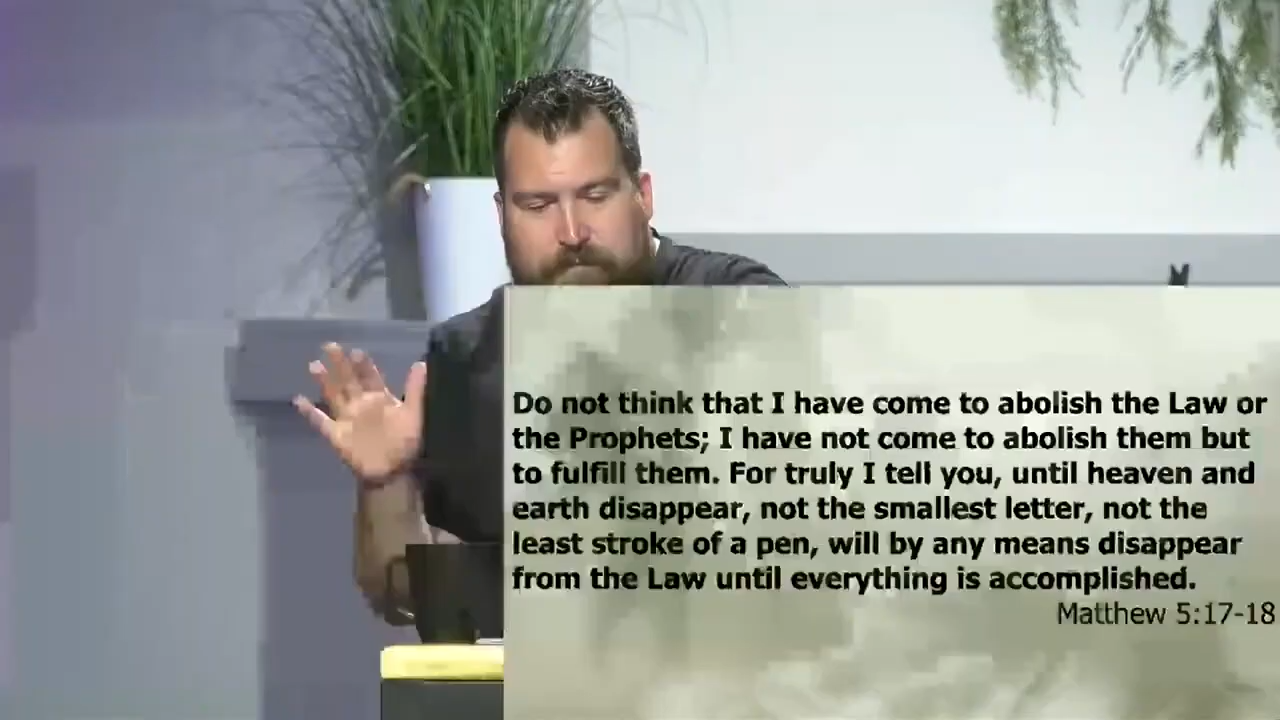 Do not think that I have come to abolish the Law or
the Prophets; I have not come to abolish them but
to fulfill them. For truly I tell you, until heaven and
earth disappear, not the smallest letter, not the
least stroke of a pen, will by any means disappear
from the Law until everything is accomplished.
Matthew 5:17-18